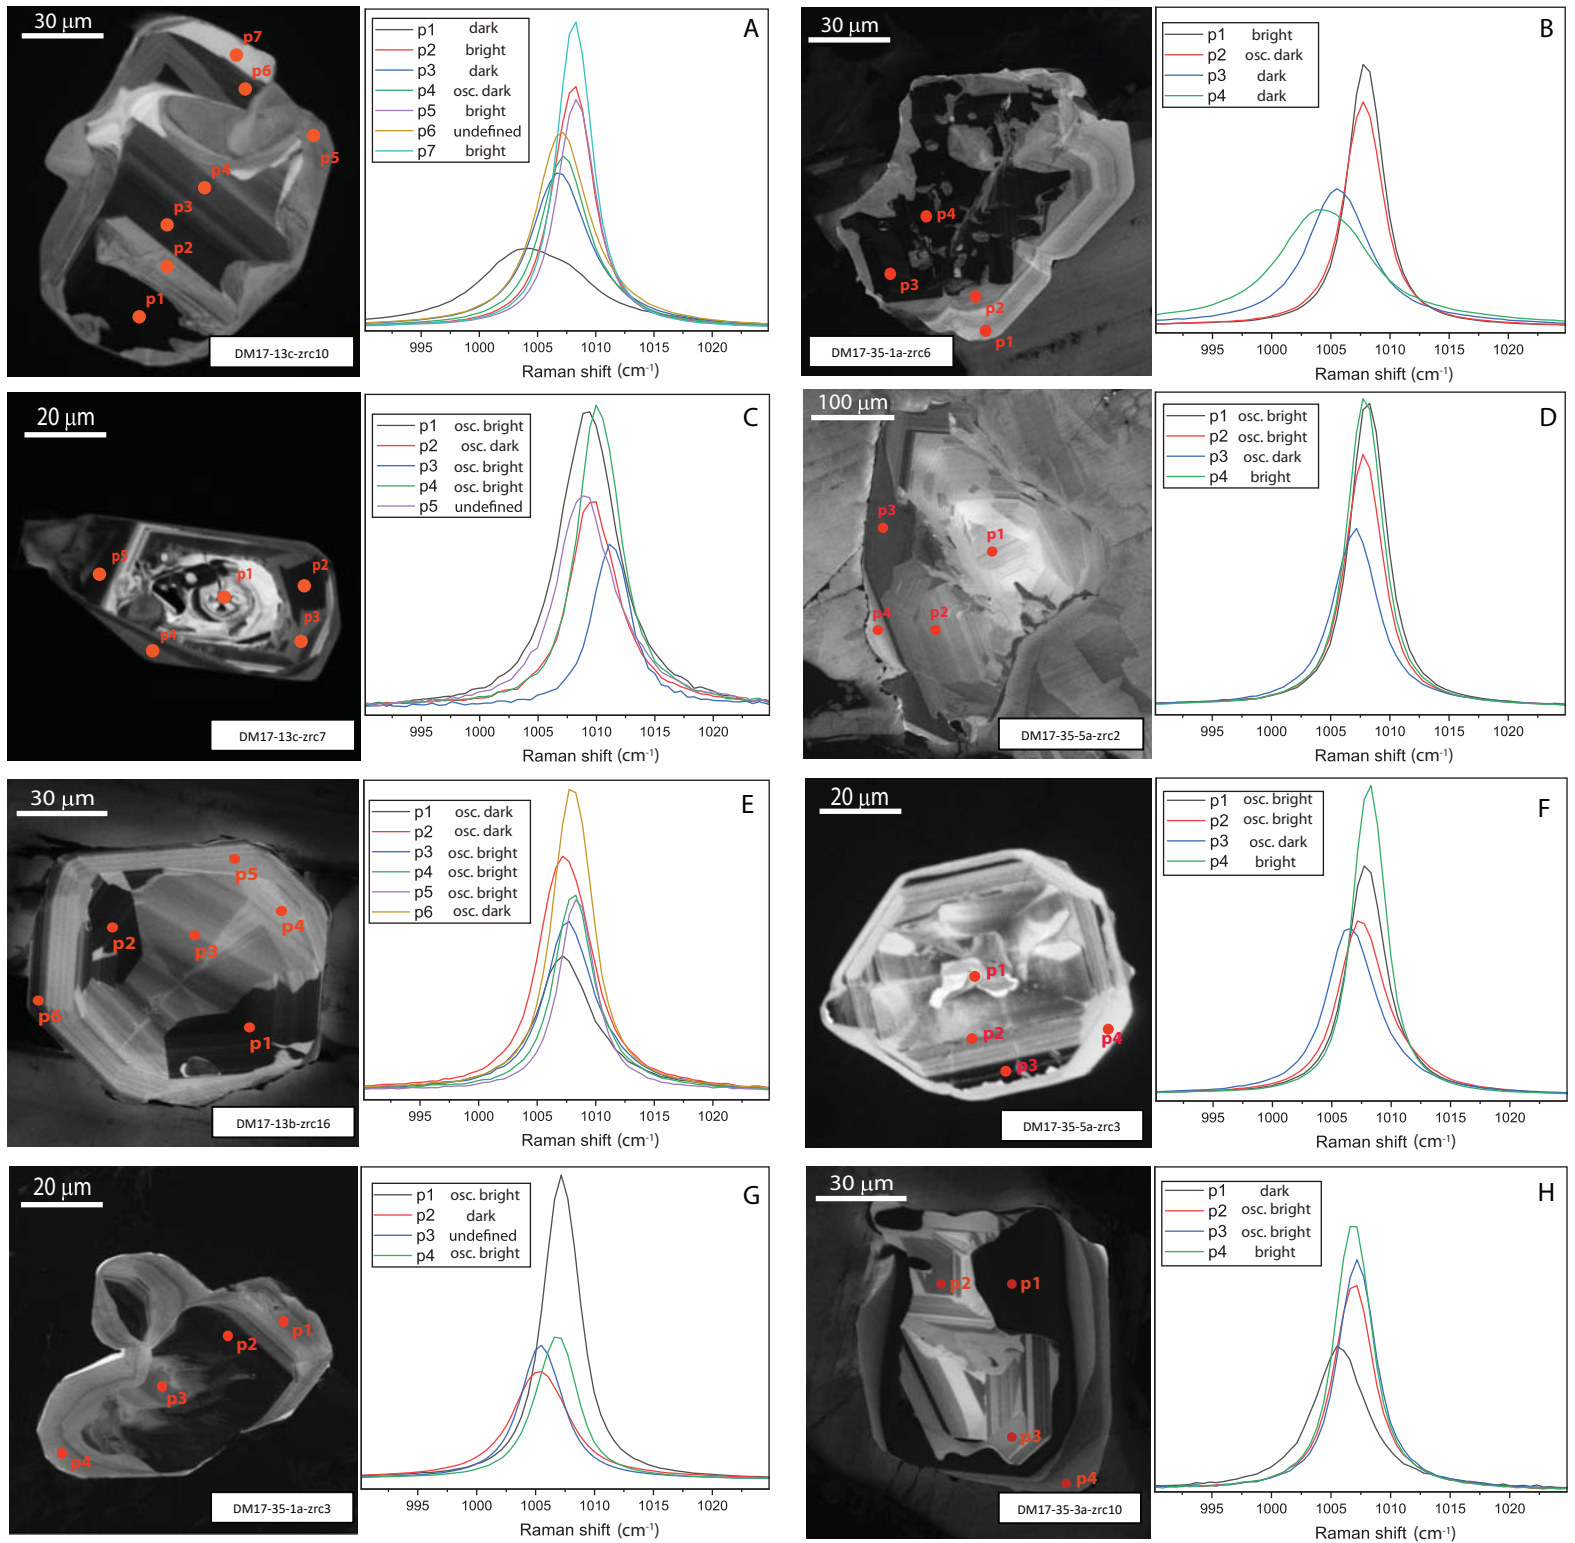 30 μm
p7
p6
p5
p4
p3
p2
p1
DM17-13c-zrc10
A
p1 dark
p2 bright
p3 dark
p4 osc. dark
p5 bright
p6 undefined
p7 bright
995 1000 1005 1010 1015 1020
Raman shift (cm-1)
30 μm
p4
p3
p2
p1
DM17-35-1a-zrc6
B
p1 bright
p2 osc. dark
p3 dark
p4 dark
995 1000 1005 1010 1015 1020
Raman shift (cm-1)
20 μm
p5
p1
p2
p3
p4
DM17-13c-zrc7
C
p1 osc. bright
p2 osc. dark
p3 osc. bright
p4 osc. bright
p5 undefined
995 1000 1005 1010 1015 1020
Raman shift (cm-1)
100 μm
p3
p1
p4
p2
DM17-35-5a-zrc2
D
p1 osc. bright
p2 osc. bright
p3 osc. dark
p4 bright
995 1000 1005 1010 1015 1020
Raman shift (cm-1)
30 μm
p5
p4
p2
p3
p6
p1
DM17-13b-zrc16
E
p1 osc. dark
p2 osc. dark
p3 osc. bright
p4 osc. bright
p5 osc. bright
p6 osc. dark
995 1000 1005 1010 1015 1020
Raman shift (cm-1)
20 μm
p1
p2
p4
p3
DM17-35-5a-zrc3
F
p1 osc. bright
p2 osc. bright
p3 osc. dark
p4 bright
995 1000 1005 1010 1015 1020
Raman shift (cm-1)
20 μm
p1
p2
p3
p4
DM17-35-1a-zrc3
G
p1 osc. bright
p2 dark
p3 undefined
p4 osc. bright
995 1000 1005 1010 1015 1020
Raman shift (cm-1)
30 μm
p2 p1
p3
p4
DM17-35-3a-zrc10
H
p1 dark
p2 osc. bright
p3 osc. bright
p4 bright
995 1000 1005 1010 1015 1020
Raman shift (cm-1)